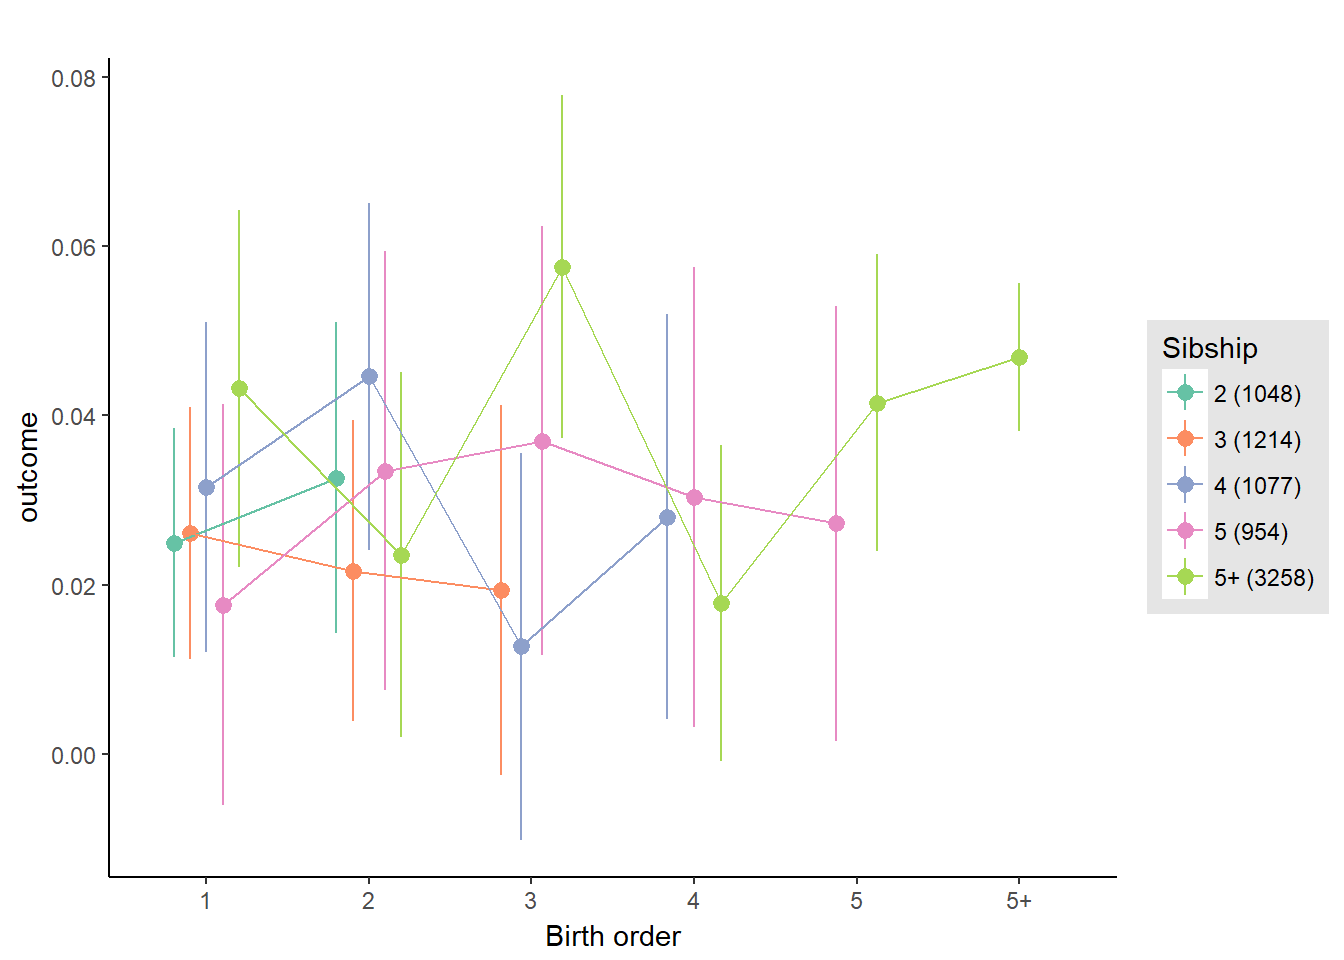 0.08
0.06
0.04
0.02
0.00
outcome
1 2 3 4 5 5+
Birth order
Sibship
2 (1048)
3 (1214)
4 (1077)
5 (954)
5+ (3258)